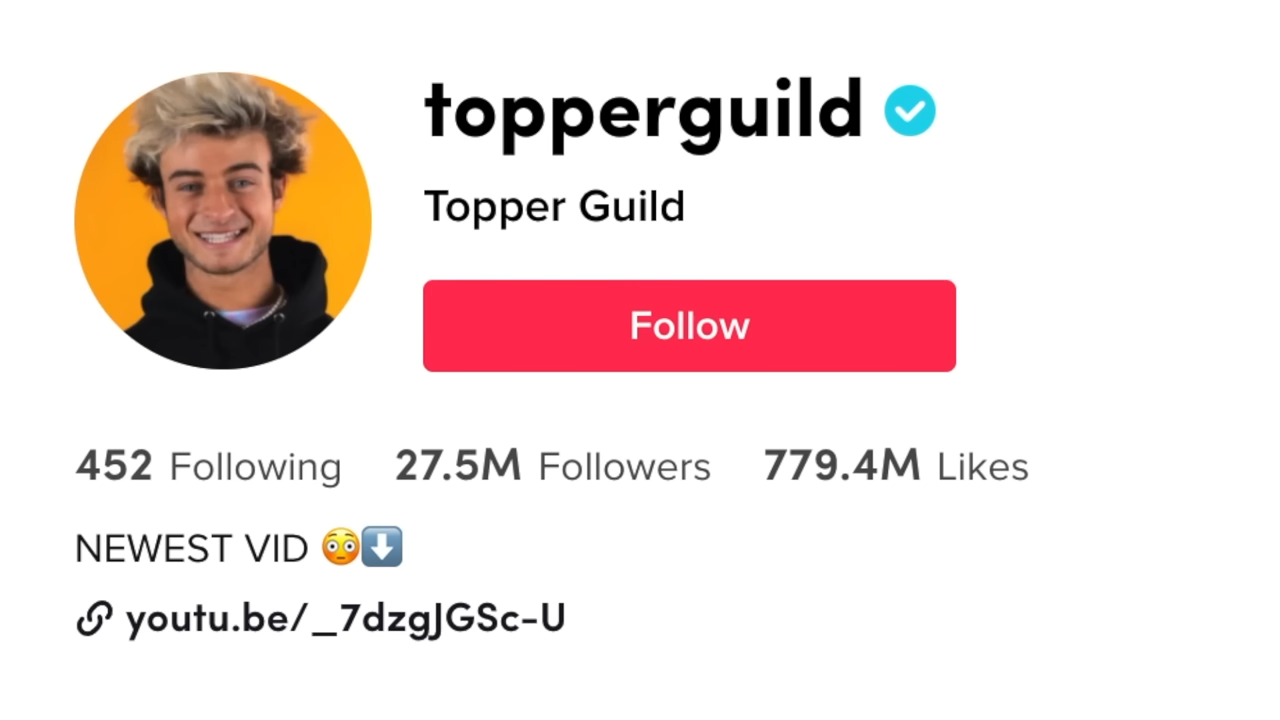 topperguild
Topper Guild
Follow
452 Following 27.5M Followers 779.4M Likes
NEWEST VID 😳⬇️
youtu.be/_7dzgJGSc-U